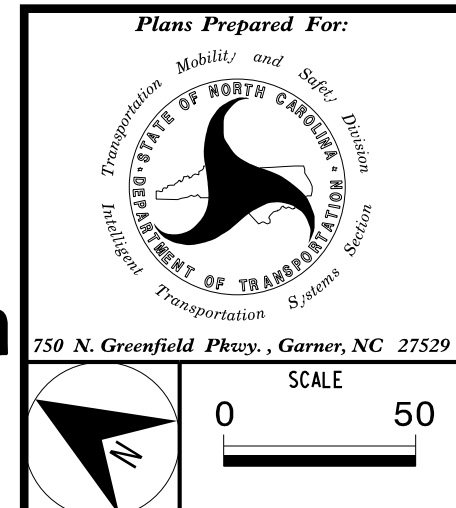 Plans Prepared For:
Transportation Mobility and Safety Division
STATE OF NORTH CAROLINA
DEPARTMENT OF TRANSPORTATION
Intelligent Transportation Systems Section
750 N. Greenfield Pkwy. , Garner, NC 27529
SCALE
0 50
N